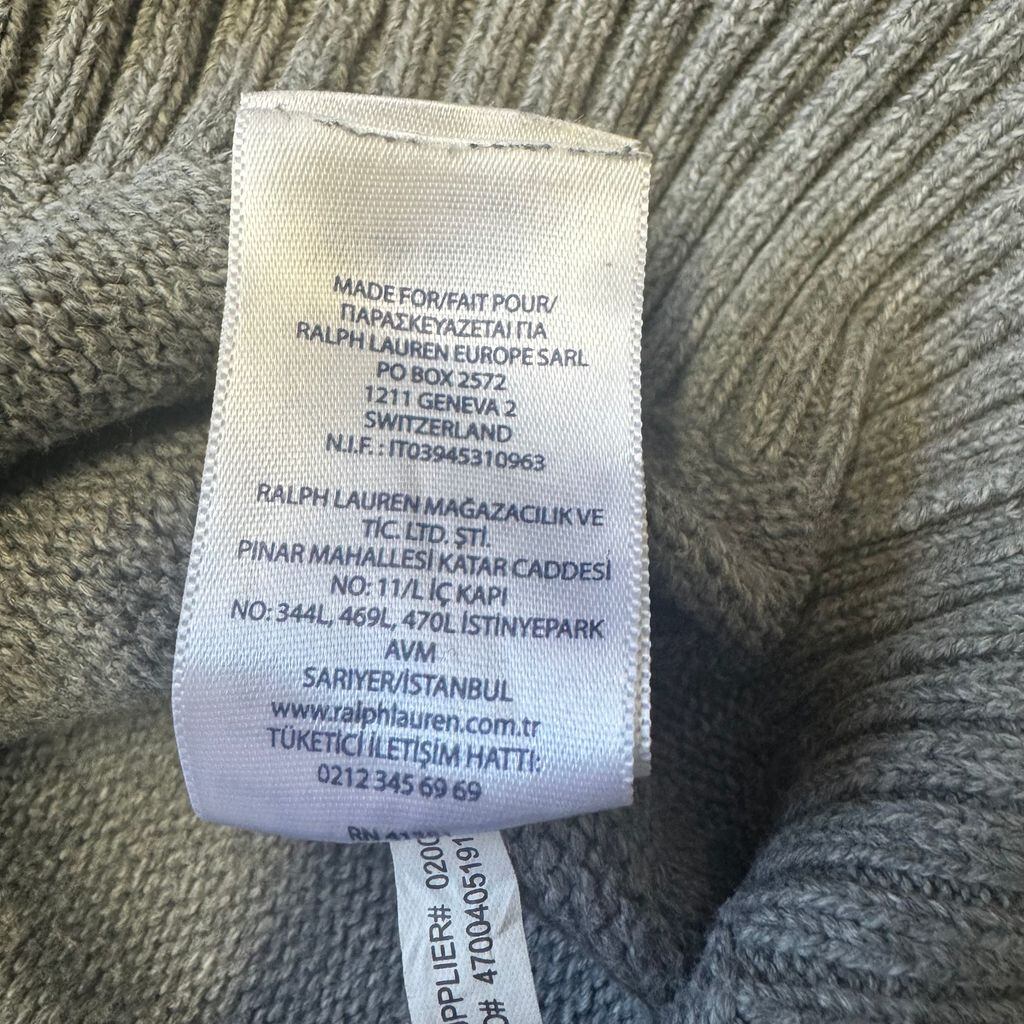 MADE FOR/FAIT POUR/
ΠΑΡΑΣΚΕΥΑΖΕΤΑΙ ΓΙΑ
RALPH LAUREN EUROPE SARL
PO BOX 2572
1211 GENEVA 2
SWITZERLAND
N.I.F. : IT03945310963
RALPH LAUREN MAĞAZACILIK VE
TİC. LTD. ŞTİ.
PINAR MAHALLESİ KATAR CADDESİ
NO: 11/L İÇ KAPI
NO: 344L, 469L, 470L İSTİNYEPARK
AVM
SARIYER/İSTANBUL
www.ralphlauren.com.tr
TÜKETİCİ İLETİŞİM HATTI:
0212 345 69 69
RN